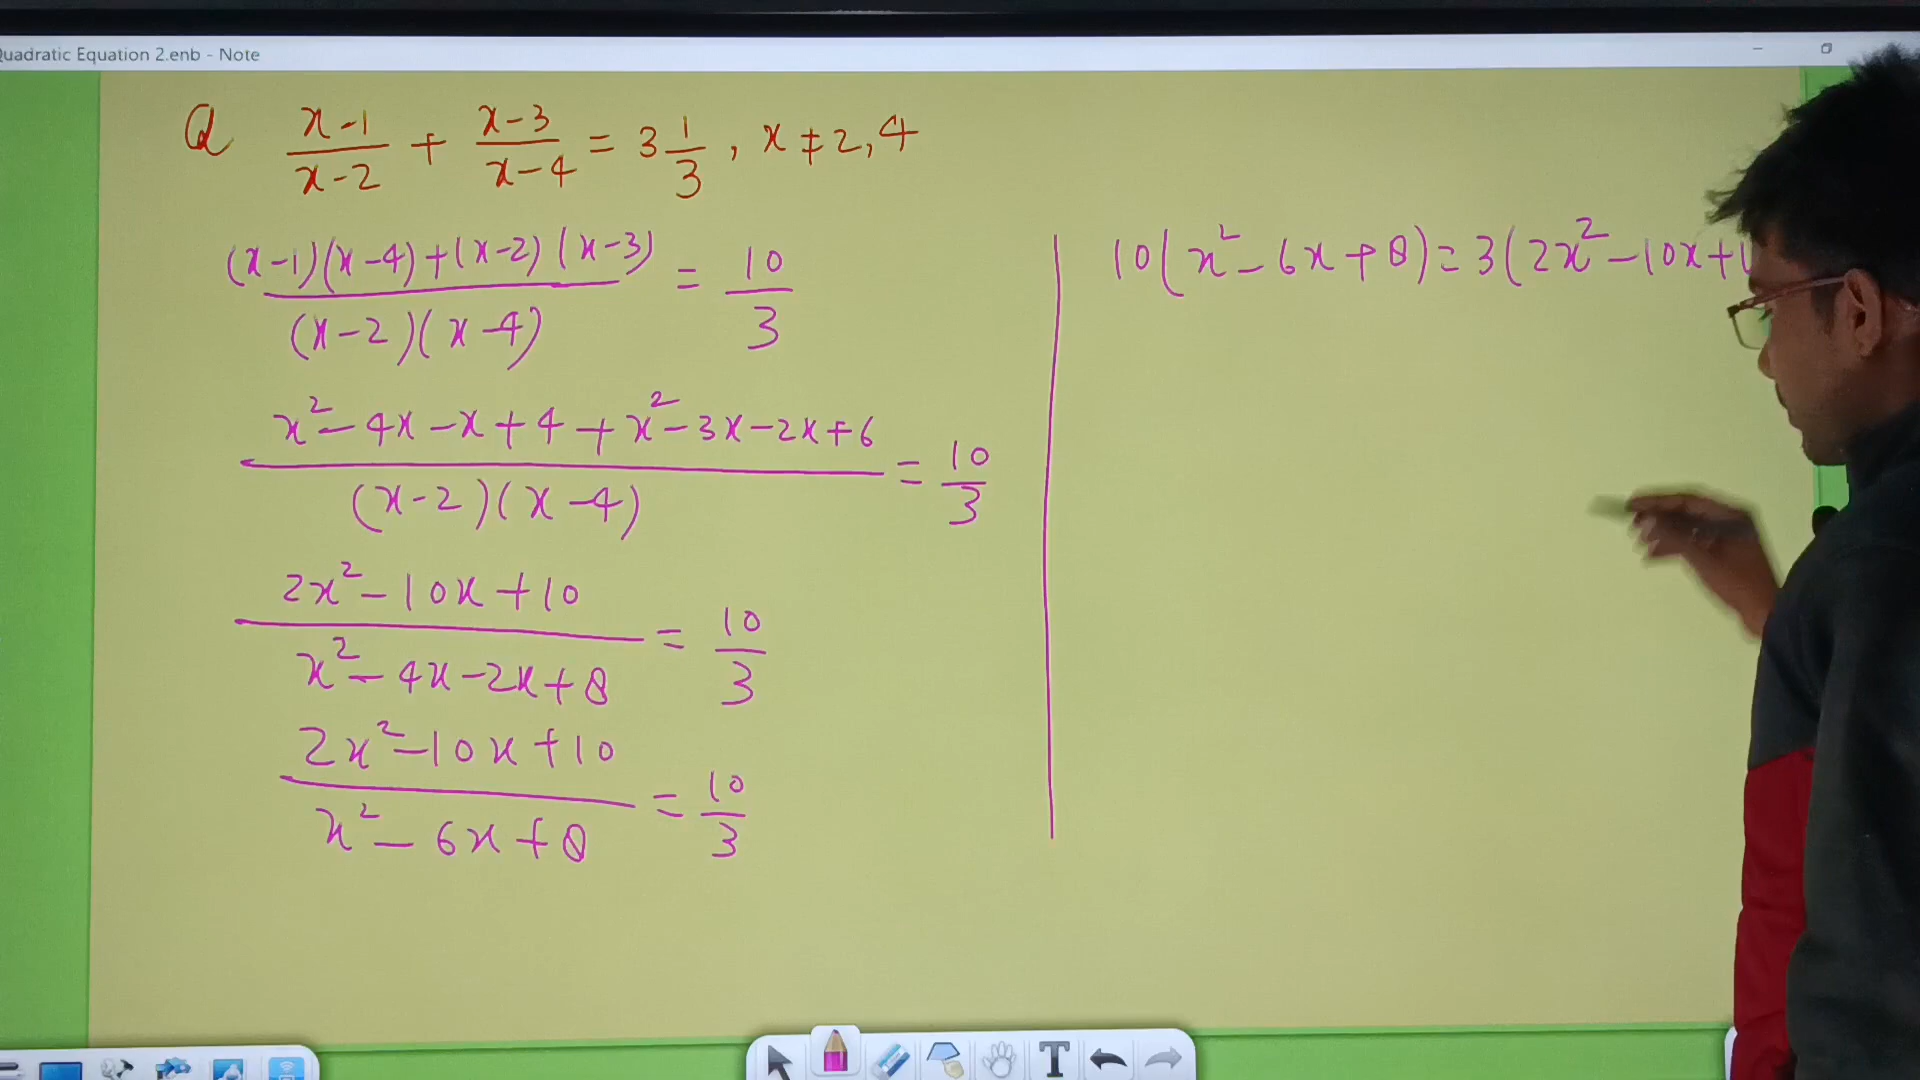 Quadratic Equation 2.enb - Note
Q (x-1)/(x-2) + (x-3)/(x-4) = 3 1/3, x ≠ 2, 4
((x-1)(x-4)+(x-2)(x-3))/((x-2)(x-4)) = 10/3
(x²-4x-x+4+x²-3x-2x+6)/((x-2)(x-4)) = 10/3
(2x²-10x+10)/(x²-4x-2x+8) = 10/3
(2x²-10x+10)/(x²-6x+8) = 10/3
10(x²-6x+8)=3(2x²-10x+1
T